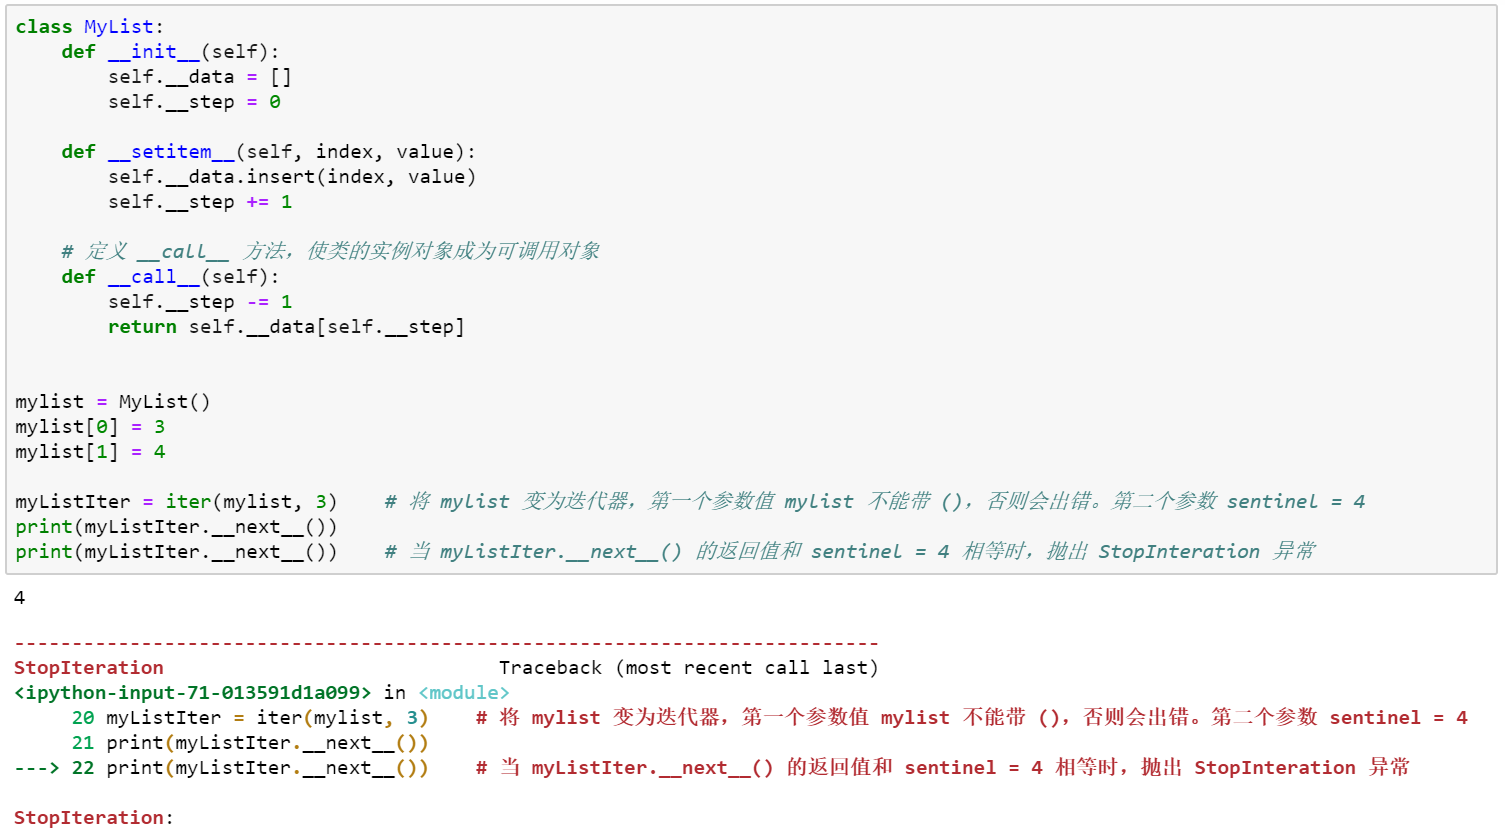 class MyList:
    def __init__(self):
        self.__data = []
        self.__step = 0
    def __setitem__(self, index, value):
        self.__data.insert(index, value)
        self.__step += 1
    # 定义 __call__ 方法，使类的实例对象成为可调用对象
    def __call__(self):
        self.__step -= 1
        return self.__data[self.__step]
mylist = MyList()
mylist[0] = 3
mylist[1] = 4
myListIter = iter(mylist, 3)    # 将 mylist 变为迭代器，第一个参数值 mylist 不能带 ()，否则会出错。第二个参数 sentinel = 4
print(myListIter.__next__())
print(myListIter.__next__())    # 当 myListIter.__next__() 的返回值和 sentinel = 4 相等时，抛出 StopInteration 异常
4
---------------------------------------------------------------------------
StopIteration                             Traceback (most recent call last)
<ipython-input-71-013591d1a099> in <module>
     20 myListIter = iter(mylist, 3)    # 将 mylist 变为迭代器，第一个参数值 mylist 不能带 ()，否则会出错。第二个参数 sentinel = 4
     21 print(myListIter.__next__())
---> 22 print(myListIter.__next__())    # 当 myListIter.__next__() 的返回值和 sentinel = 4 相等时，抛出 StopInteration 异常
StopIteration: